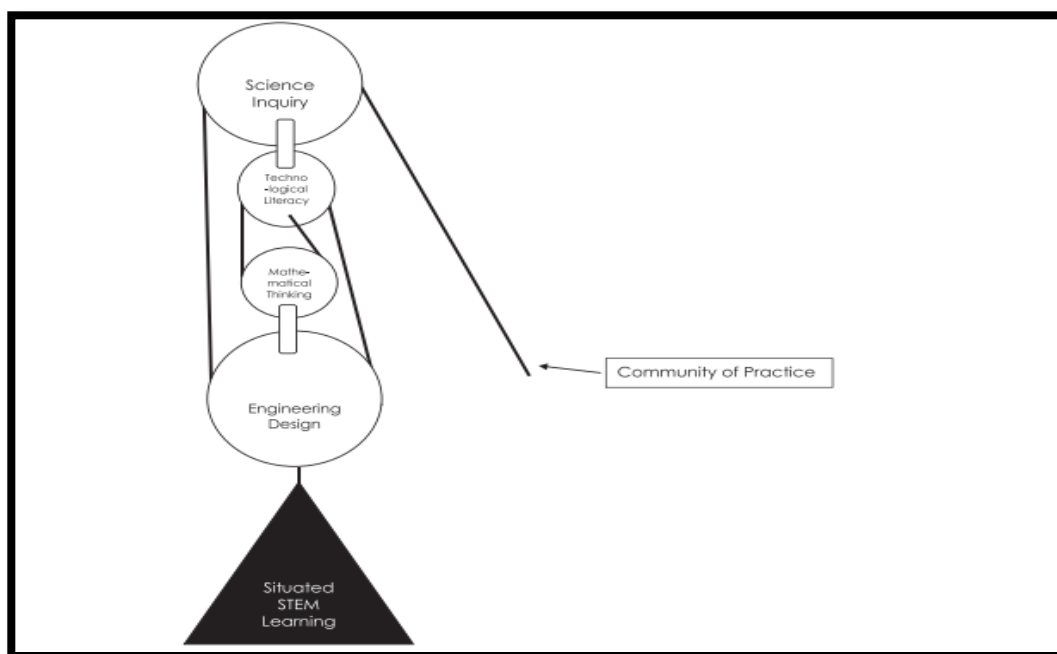 Science
Inquiry
Techno
-logical
Literacy
Mathe-
matical
Thinking
Community of Practice
Engineering
Design
Situated
STEM
Learning